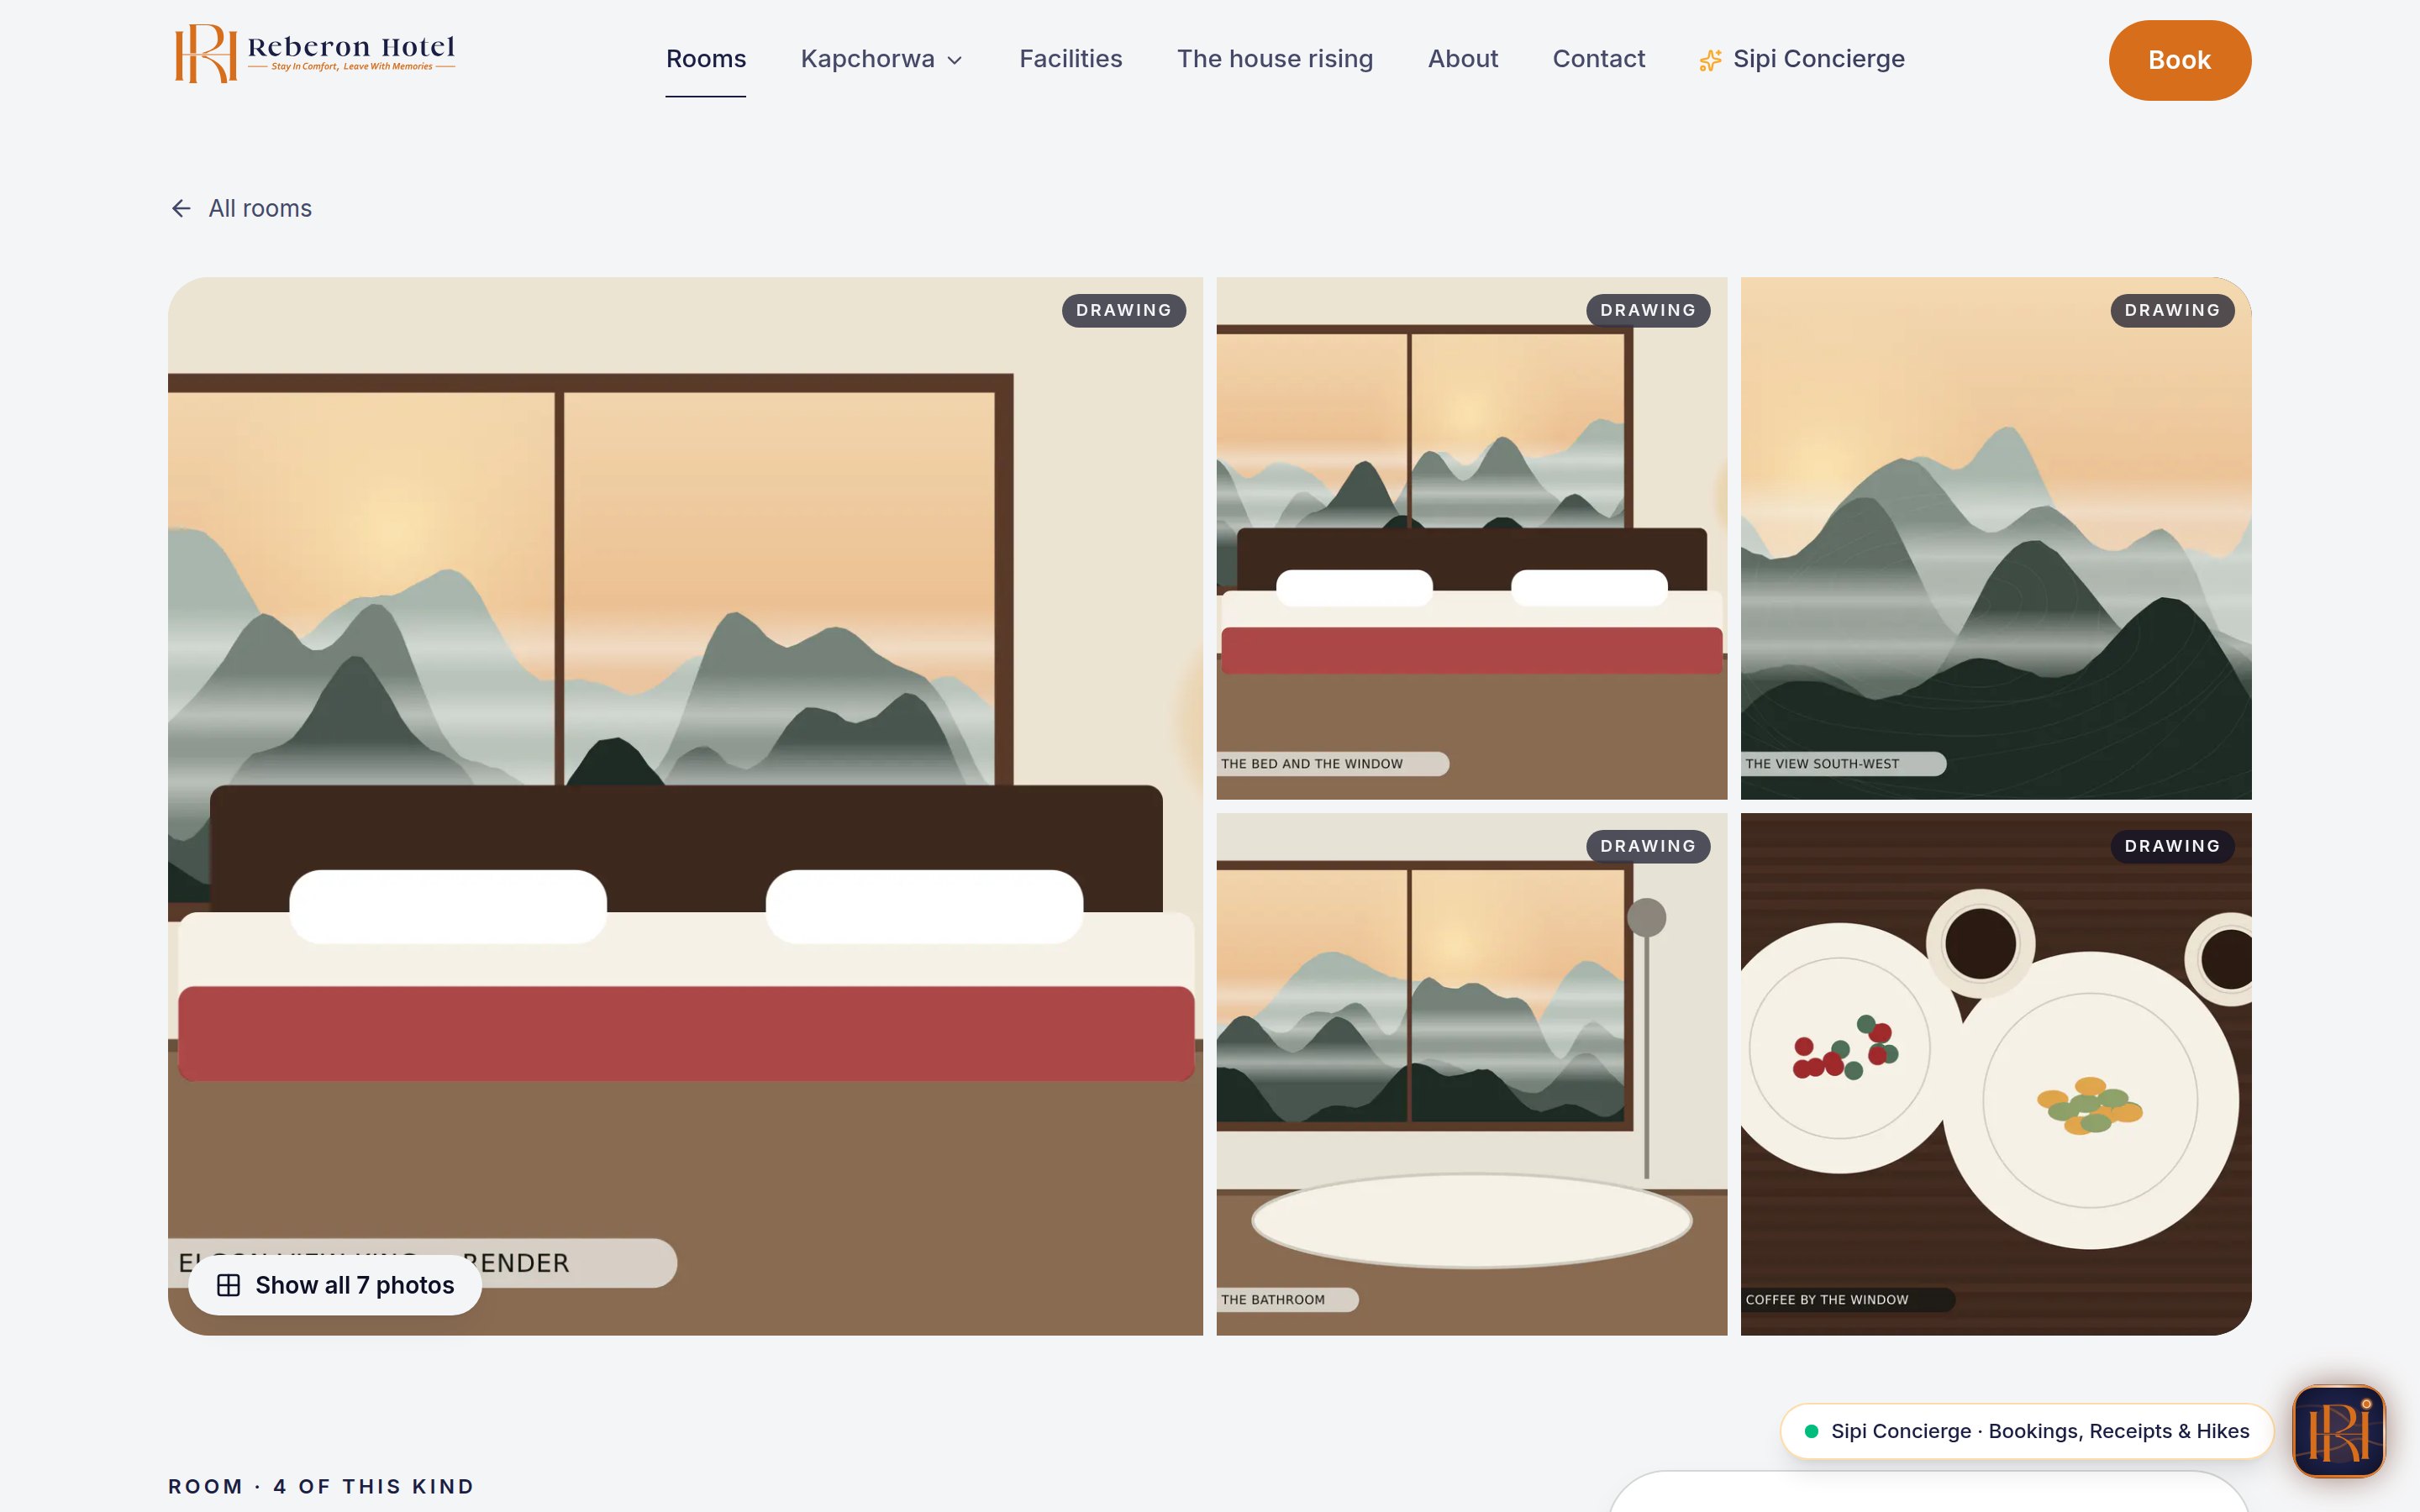 Reberon Hotel
Stay In Comfort, Leave With Memories
Rooms
Kapchorwa
Facilities
The house rising
About
Contact
Sipi Concierge
Book
All rooms
DRAWING
DRAWING
DRAWING
THE BED AND THE WINDOW
THE VIEW SOUTH-WEST
DRAWING
DRAWING
RENDER
Show all 7 photos
THE BATHROOM
COFFEE BY THE WINDOW
Sipi Concierge · Bookings, Receipts & Hikes
RH
ROOM · 4 OF THIS KIND